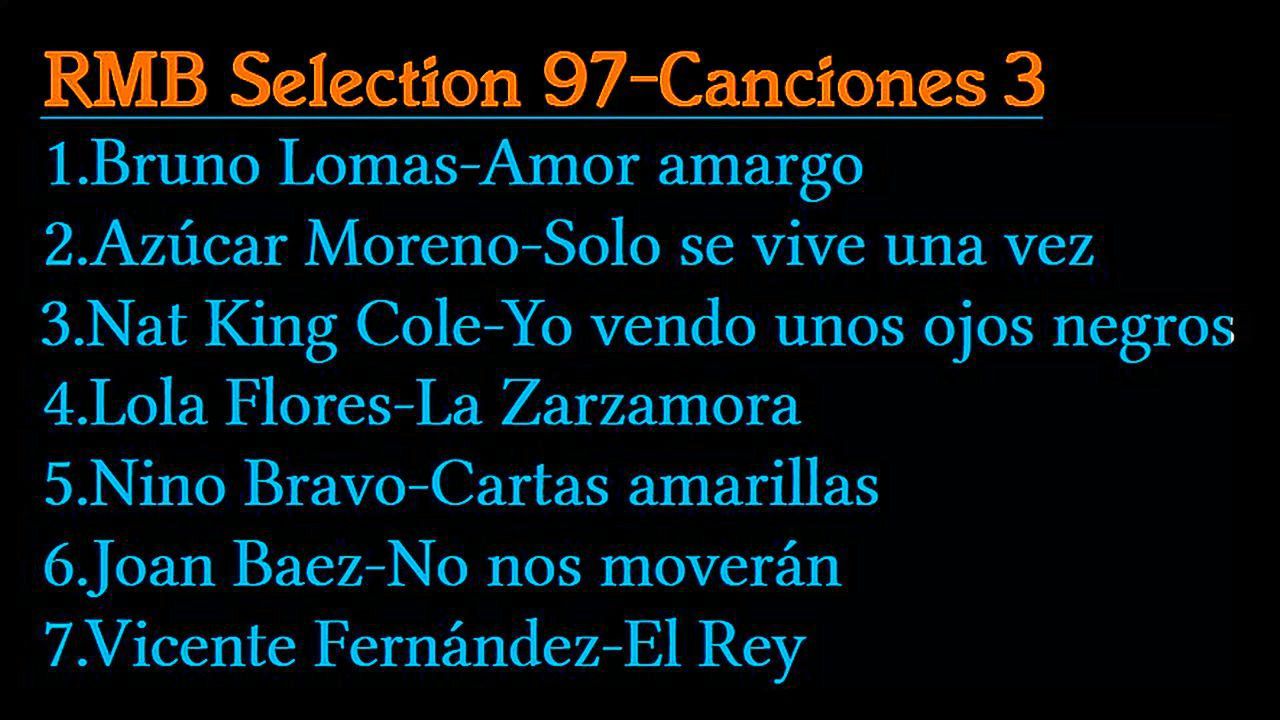 RMB Selection 97-Canciones 3
1.Bruno Lomas-Amor amargo
2.Azúcar Moreno-Solo se vive una vez
3.Nat King Cole-Yo vendo unos ojos negros
4.Lola Flores-La Zarzamora
5.Nino Bravo-Cartas amarillas
6.Joan Baez-No nos moverán
7.Vicente Fernández-El Rey